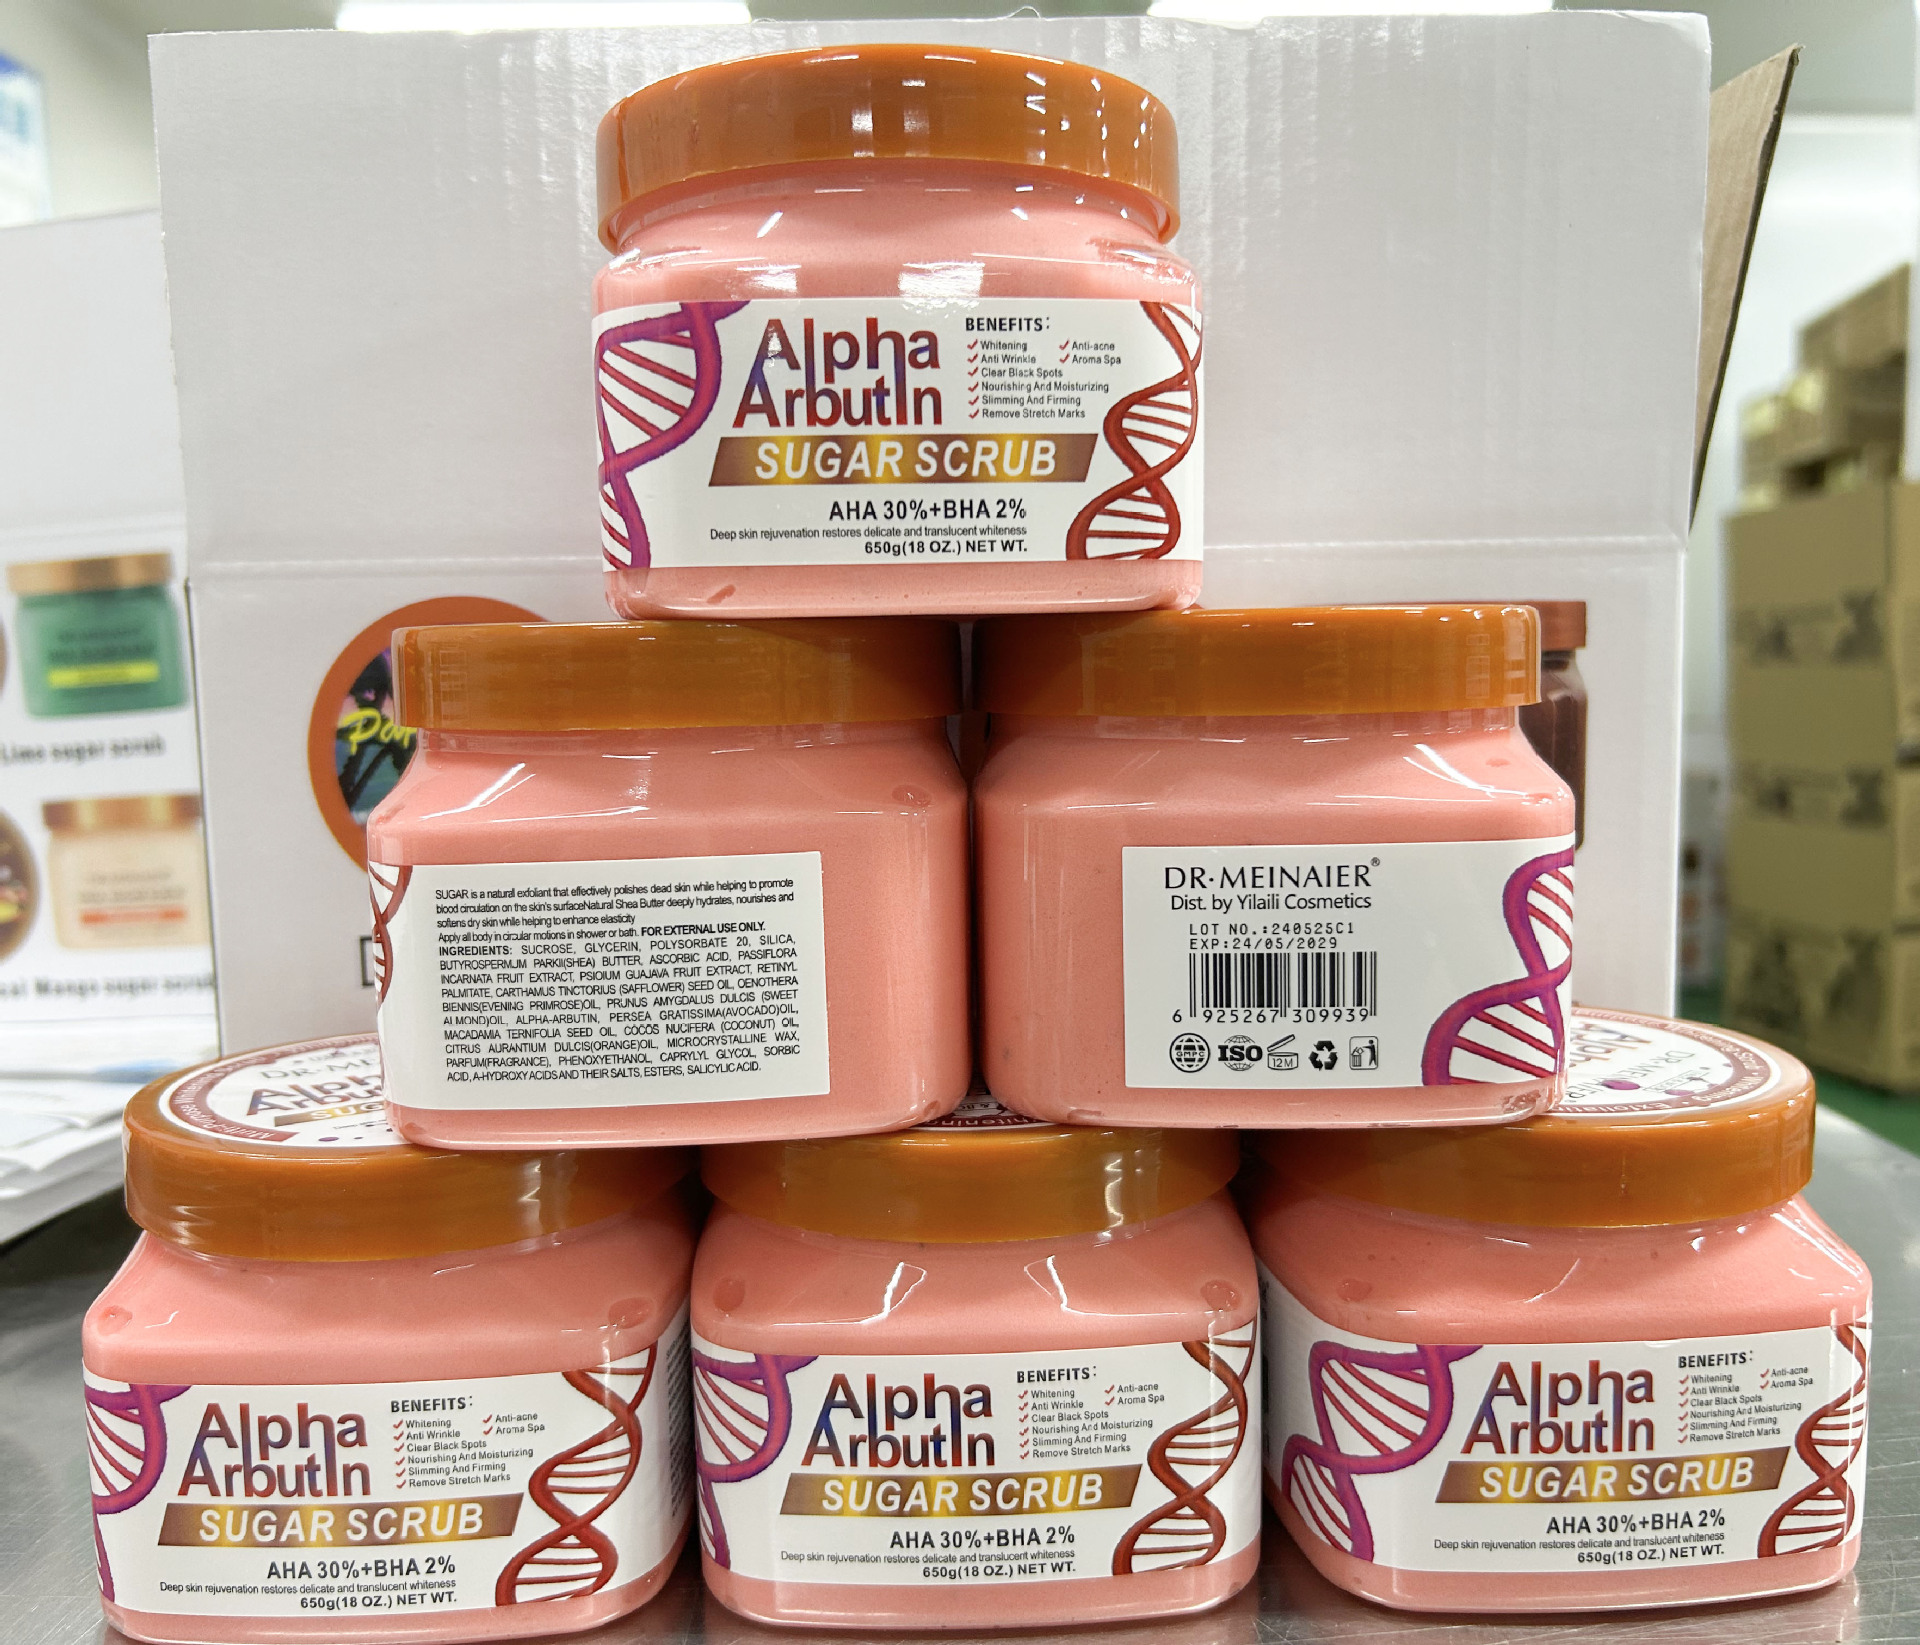 Alpha
ArbutIn
BENEFITS:
Whitening
Anti-acne
Anti Wrinkle
Aroma Spa
Clear Black Spots
Nourishing And Moisturizing
Slimming And Firming
Remove Stretch Marks
SUGAR SCRUB
AHA 30%+BHA 2%
Deep skin rejuvenation restores delicate and translucent whiteness
650g(18 OZ.) NET WT.
Lime sugar scrub
Mango sugar scrub
SUGAR is a natural exfoliant that effectively polishes dead skin while helping to promote
blood circulation on the skin's surfaceNatural Shea Butter deeply hydrates, nourishes and
softens dry skin while helping to enhance elasticity
Apply all body in circular motions in shower or bath. FOR EXTERNAL USE ONLY.
INGREDIENTS: SUCROSE, GLYCERIN, POLYSORBATE 20, SILICA,
BUTYROSPERMJM PARKII(SHEA) BUTTER, ASCORBIC ACID, PASSIFLORA
INCARNATA FRUIT EXTRACT, PSIOIUM GUAJAVA FRUIT EXTRACT, RETINYL
PALMITATE, CARTHAMUS TINCTORIUS (SAFFLOWER) SEED OIL, OENOTHERA
BIENNIS(EVENING PRIMROSE)OIL, PRUNUS AMYGDALUS DULCIS (SWEET
ALMOND)OIL, ALPHA-ARBUTIN, PERSEA GRATISSIMA(AVOCADO)OIL,
MACADAMIA TERNIFOLIA SEED OIL, COCOS NUCIFERA (COCONUT) OIL,
CITRUS AURANTIUM DULCIS(ORANGE)OIL, MICROCRYSTALLINE WAX,
PARFUM(FRAGRANCE), PHENOXYETHANOL, CAPRYLYL GLYCOL, SORBIC
ACID, A-HYDROXY ACIDS AND THEIR SALTS, ESTERS, SALICYLIC ACID.
DR·MEINAIER®
Dist. by Yilaili Cosmetics
LOT NO.:240525C1
EXP:24/05/2029
6 925267 309939
GMPC
ISO
12M
DR·ME
Alpha
Arbu
SUG
Alpha
ArbutIn
BENEFITS:
Whitening
Anti-acne
Anti Wrinkle
Aroma Spa
Clear Black Spots
Nourishing And Moisturizing
Slimming And Firming
Remove Stretch Marks
SUGAR SCRUB
AHA 30%+BHA 2%
Deep skin rejuvenation restores delicate and translucent whiteness
650g(18 OZ.) NET WT.
Alpha
ArbutIn
BENEFITS:
Whitening
Anti-acne
Anti Wrinkle
Aroma Spa
Clear Black Spots
Nourishing And Moisturizing
Slimming And Firming
Remove Stretch Marks
SUGAR SCRUB
AHA 30%+BHA 2%
Deep skin rejuvenation restores delicate and translucent whiteness
650g(18 OZ.) NET WT.
Alpha
ArbutIn
BENEFITS:
Whitening
Anti-acne
Anti Wrinkle
Aroma Spa
Clear Black Spots
Nourishing And Moisturizing
Slimming And Firming
Remove Stretch Marks
SUGAR SCRUB
AHA 30%+BHA 2%
Deep skin rejuvenation restores delicate and translucent whiteness
650g(18 OZ.) NET WT.